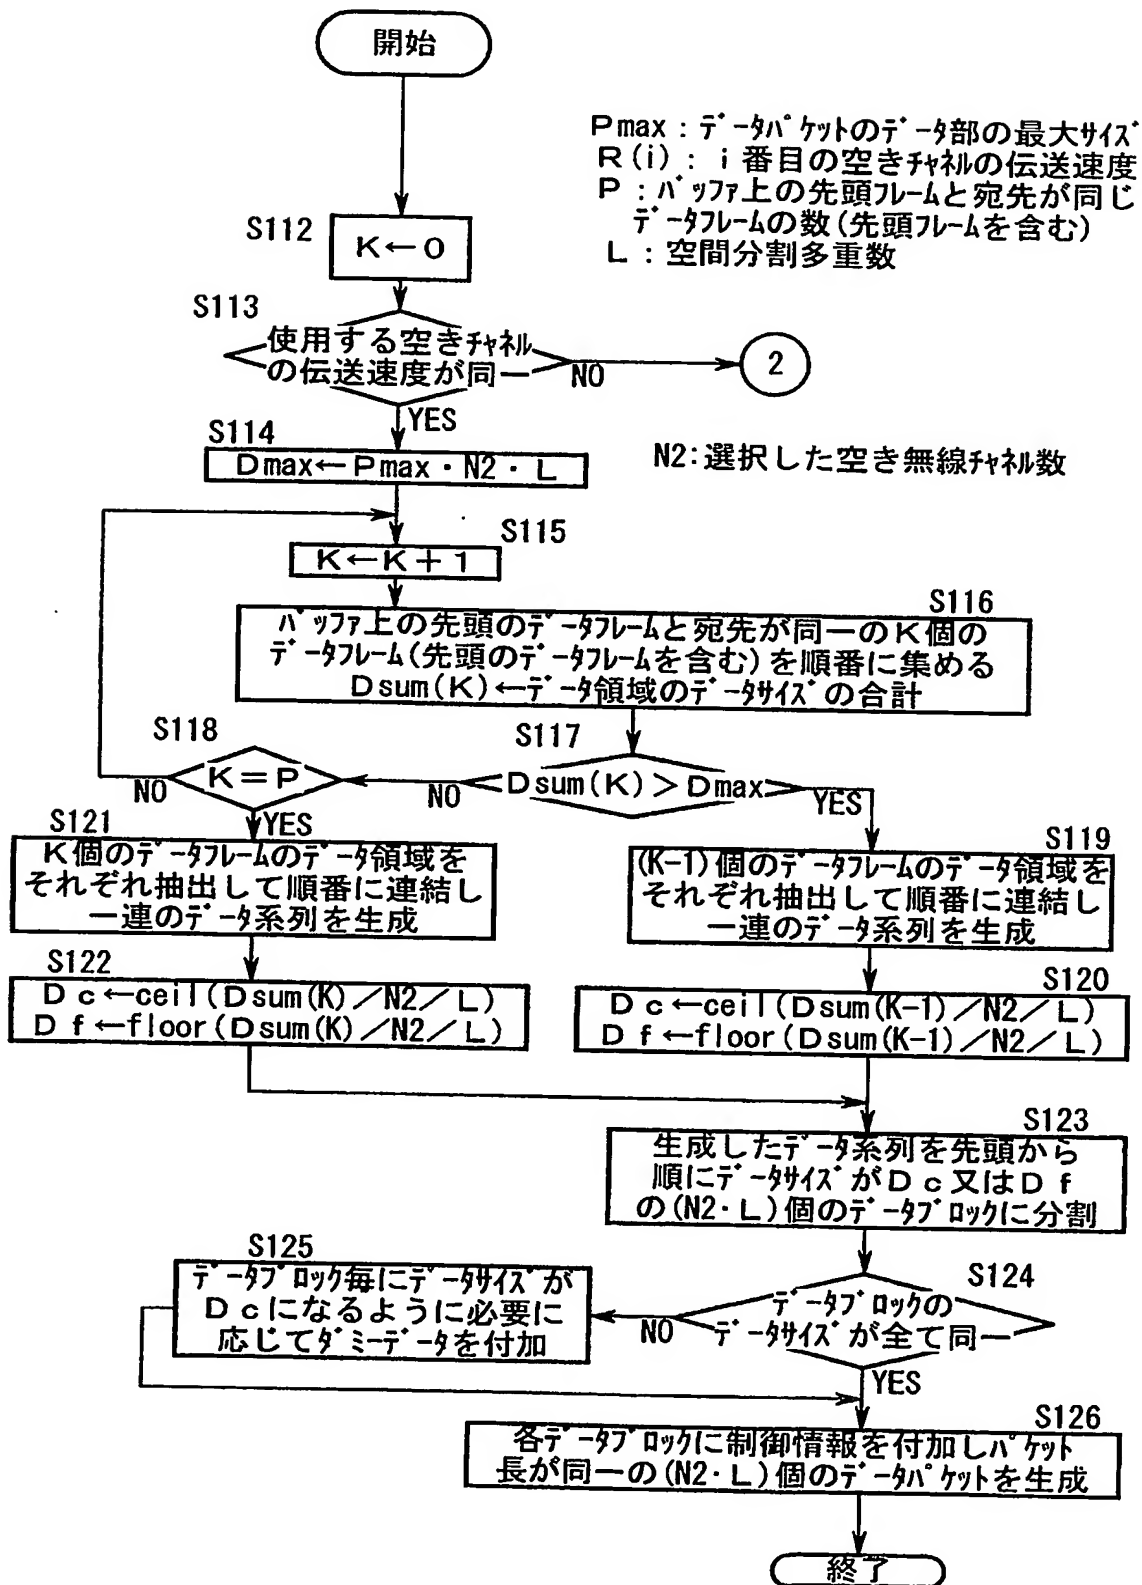 開始
Pmax：データパケットのデータ部の最大サイズ
R(i)：i番目の空きチャネルの伝送速度
P：バッファ上の先頭フレームと宛先が同じ
データフレームの数(先頭フレームを含む)
L：空間分割多重数
S112
K←0
S113
使用する空きチャネル
の伝送速度が同一
NO
2
YES
S114
Dmax←Pmax・N2・L
N2:選択した空き無線チャネル数
S115
K←K+1
S116
バッファ上の先頭のデータフレームと宛先が同一のK個の
データフレーム(先頭のデータフレームを含む)を順番に集める
Dsum(K)←データ領域のデータサイズの合計
S118
K=P
NO
YES
S117
Dsum(K)>Dmax
NO
YES
S121
K個のデータフレームのデータ領域を
それぞれ抽出して順番に連結し
一連のデータ系列を生成
S119
(K-1)個のデータフレームのデータ領域を
それぞれ抽出して順番に連結し
一連のデータ系列を生成
S122
Dc←ceil(Dsum(K)/N2/L)
Df←floor(Dsum(K)/N2/L)
S120
Dc←ceil(Dsum(K-1)/N2/L)
Df←floor(Dsum(K-1)/N2/L)
S123
生成したデータ系列を先頭から
順にデータサイズがDc又はDf
の(N2・L)個のデータブロックに分割
S125
データブロック毎にデータサイズが
Dcになるように必要に
応じてダミーデータを付加
S124
データブロックの
データサイズが全て同一
NO
YES
S126
各データブロックに制御情報を付加しパケット
長が同一の(N2・L)個のデータパケットを生成
終了